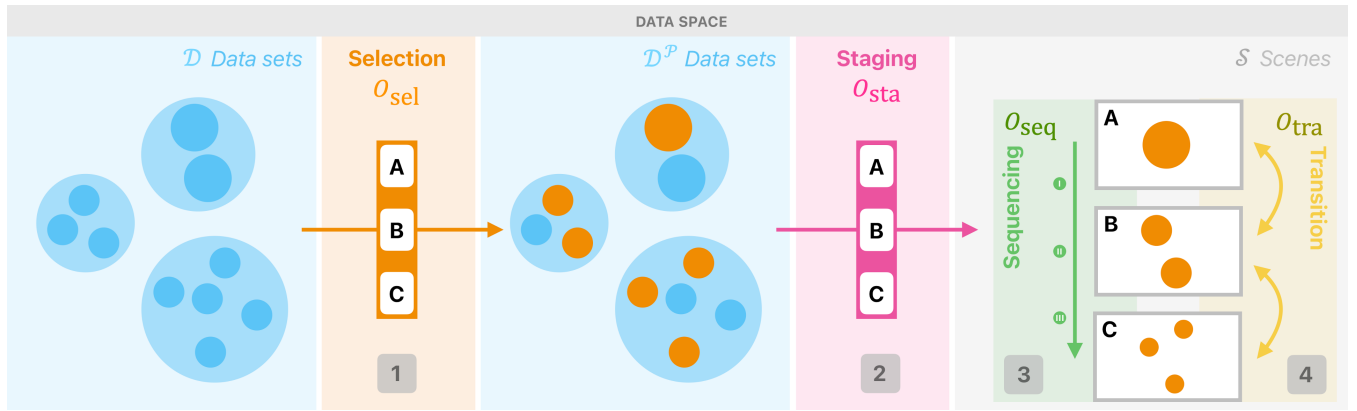 DATA SPACE
𝒟 Data sets
Selection
O_sel
A
B
C
1
𝒟^𝒫 Data sets
Staging
O_sta
A
B
C
2
𝒮 Scenes
O_seq
Sequencing
I
II
III
3
A
B
C
O_tra
Transition
4